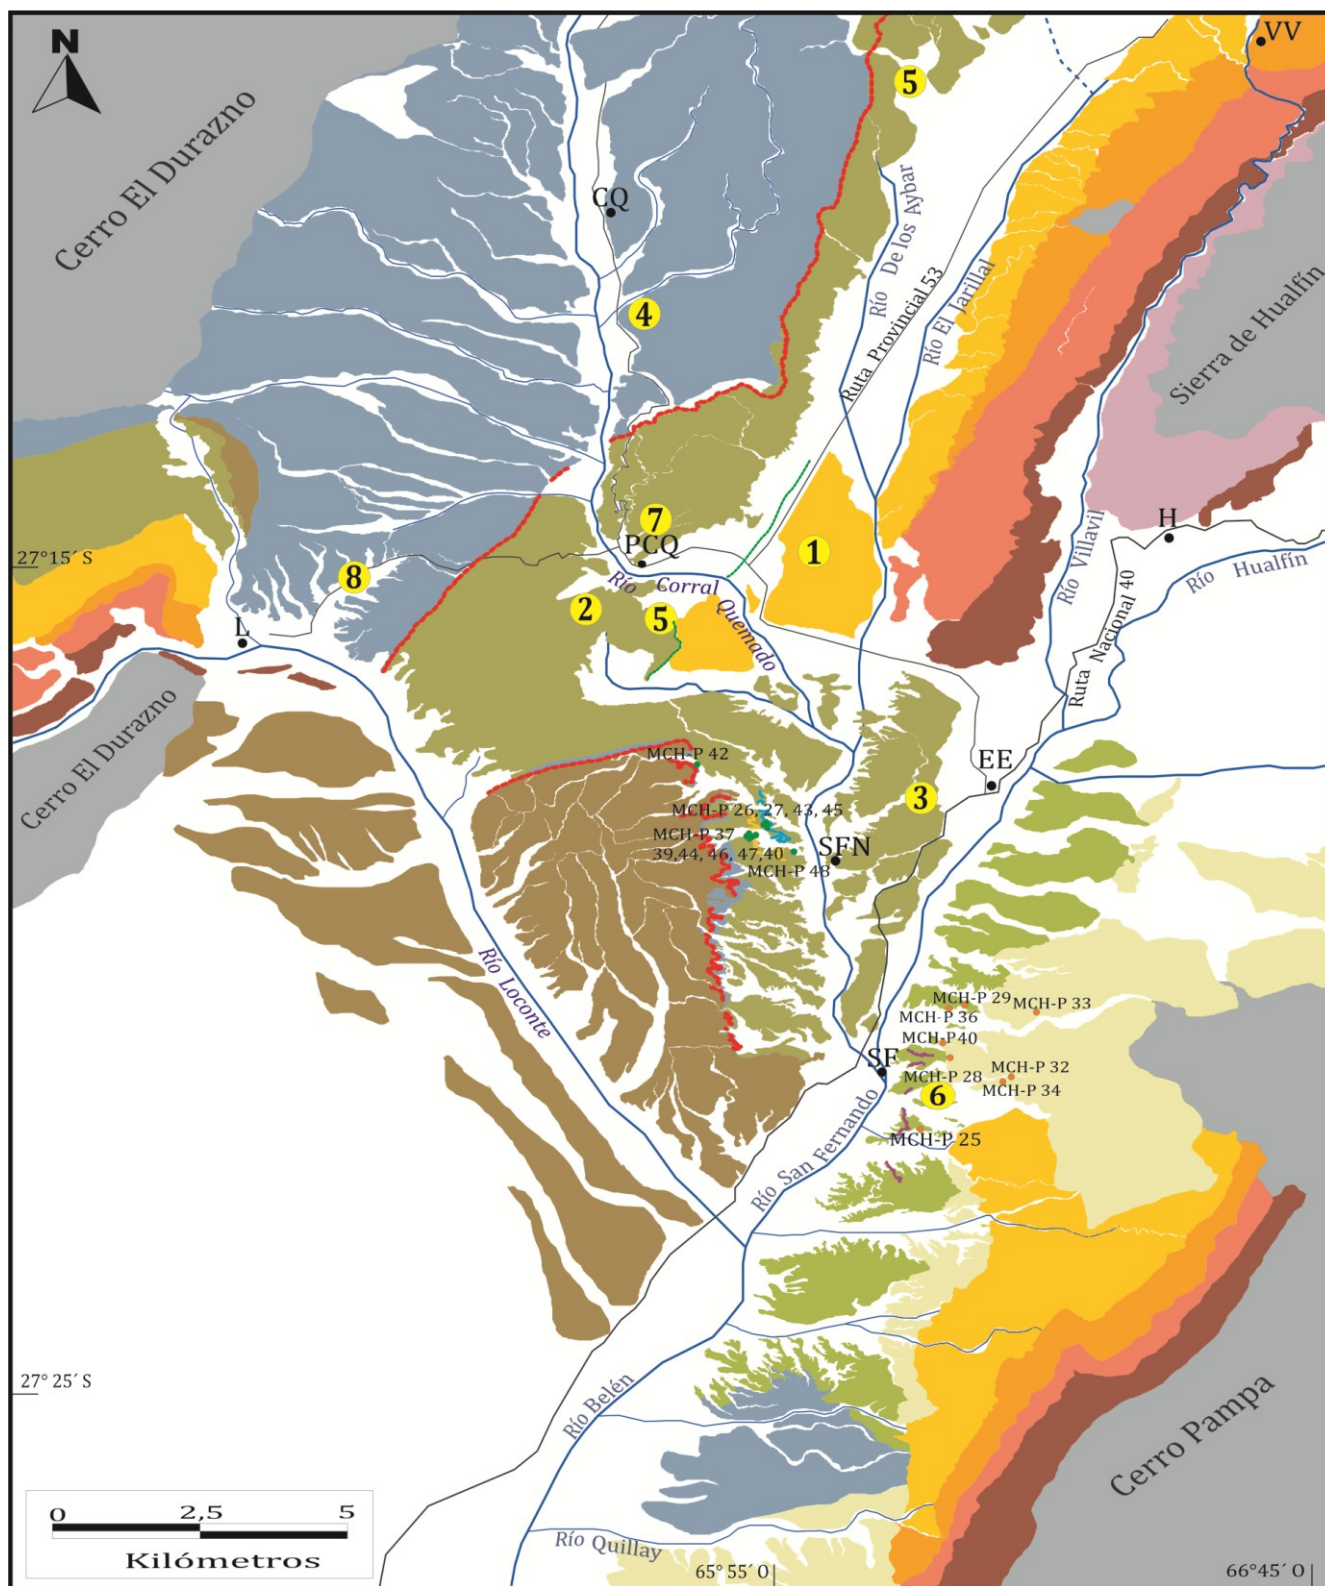 N
VV
5
Cerro El Durazno
CQ
Río De los Aybar
Ruta Provincial 53
Río El Jarillal
Sierra de Hualfín
4
7
PCQ
1
H
27°15´ S
8
Río Corral Quemado
Río Villavil
Río Hualfín
2
5
L
Ruta Nacional 40
Cerro El Durazno
MCH-P 42
EE
3
MCH-P 26, 27, 43, 45
MCH-P 37
39,44, 46, 47,40
SFN
MCH-P 48
Río Loconte
MCH-P 29
MCH-P 33
MCH-P 36
MCH-P40
SF
MCH-P 28
MCH-P 32
MCH-P 34
6
MCH-P 25
Río San Fernando
27° 25´ S
Río Belén
Cerro Pampa
0 2,5 5
Kilómetros
Río Quillay
65°55´ O
66°45´ O